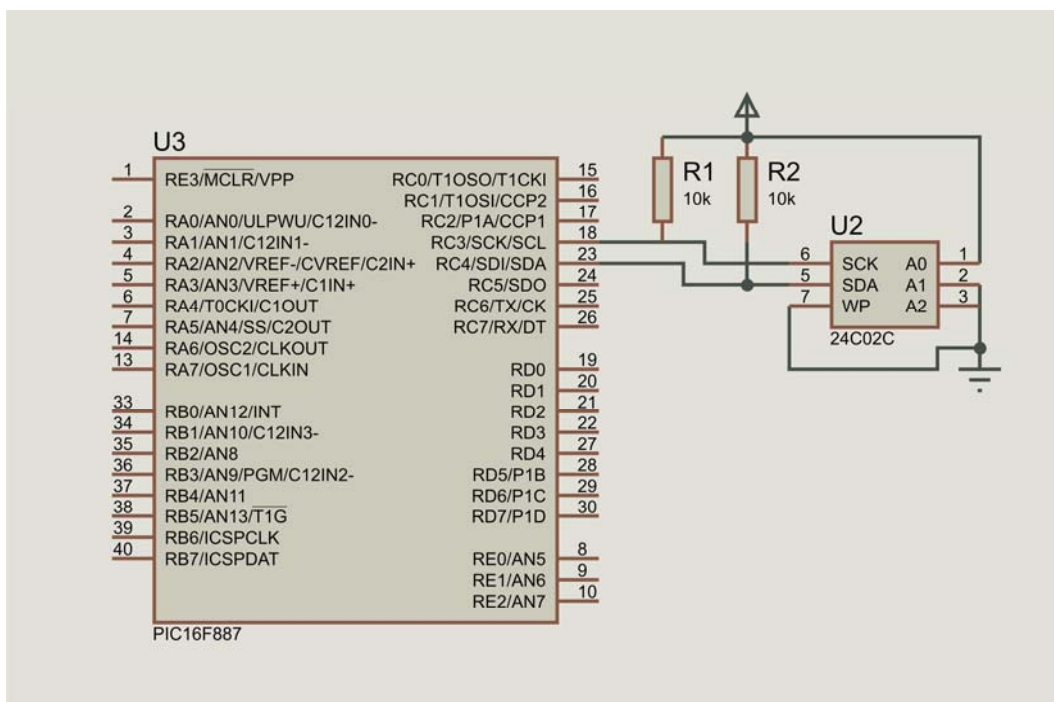 U3
1 RE3/MCLR/VPP
2 RA0/AN0/ULPWU/C12IN0-
3 RA1/AN1/C12IN1-
4 RA2/AN2/VREF-/CVREF/C2IN+
5 RA3/AN3/VREF+/C1IN+
6 RA4/T0CKI/C1OUT
7 RA5/AN4/SS/C2OUT
14 RA6/OSC2/CLKOUT
13 RA7/OSC1/CLKIN
33 RB0/AN12/INT
34 RB1/AN10/C12IN3-
35 RB2/AN8
36 RB3/AN9/PGM/C12IN2-
37 RB4/AN11
38 RB5/AN13/T1G
39 RB6/ICSPCLK
40 RB7/ICSPDAT
RC0/T1OSO/T1CKI 15
RC1/T1OSI/CCP2 16
RC2/P1A/CCP1 17
RC3/SCK/SCL 18
RC4/SDI/SDA 23
RC5/SDO 24
RC6/TX/CK 25
RC7/RX/DT 26
RD0 19
RD1 20
RD2 21
RD3 22
RD4 27
RD5/P1B 28
RD6/P1C 29
RD7/P1D 30
RE0/AN5 8
RE1/AN6 9
RE2/AN7 10
PIC16F887
R1
10k
R2
10k
U2
6 SCK A0 1
5 SDA A1 2
7 WP A2 3
24C02C